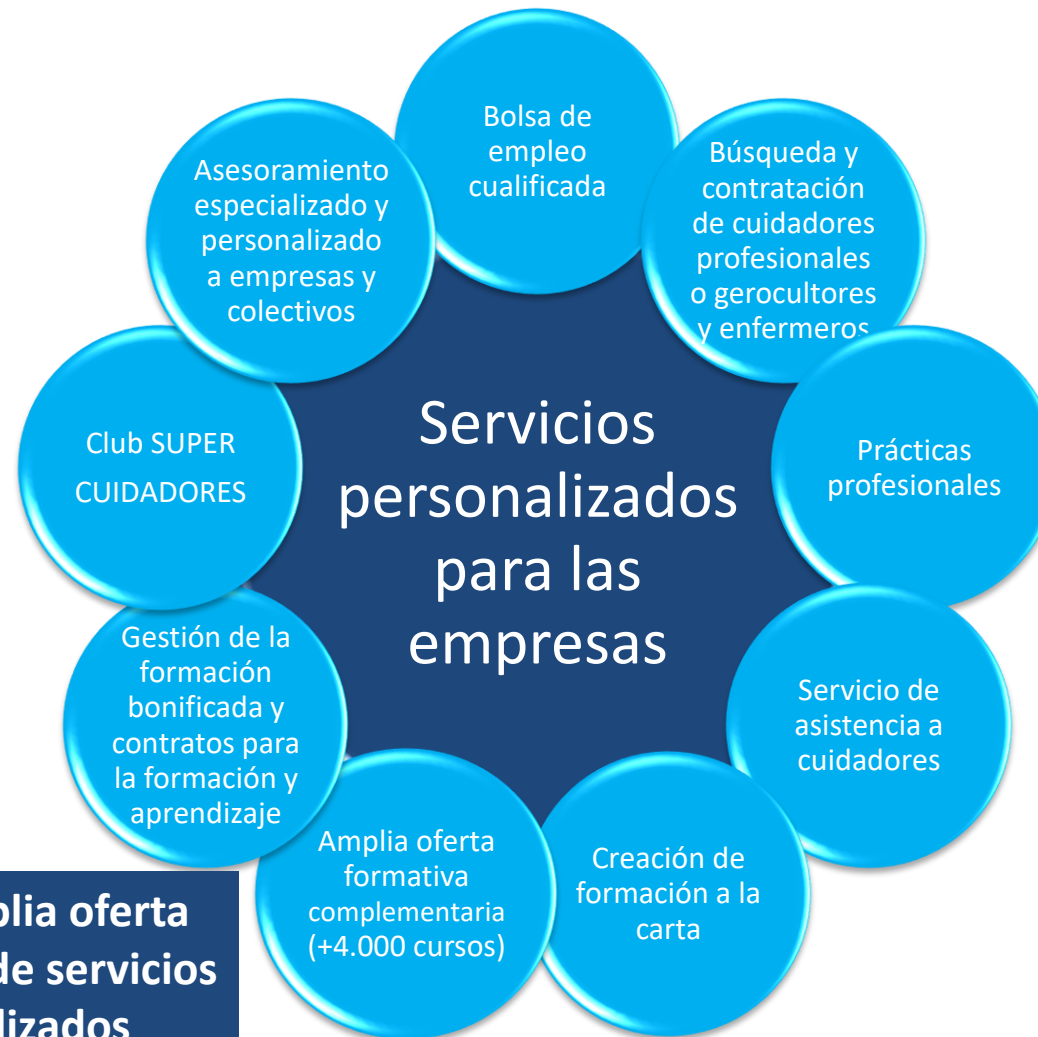 Bolsa de
empleo
cualificada
Búsqueda y
contratación
de cuidadores
profesionales
o gerocultores
y enfermeros
Prácticas
profesionales
Servicio de
asistencia a
cuidadores
Creación de
formación a la
carta
Amplia oferta
formativa
complementaria
(+4.000 cursos)
Gestión de la
formación
bonificada y
contratos para
la formación y
aprendizaje
Club SUPER
CUIDADORES
Asesoramiento
especializado y
personalizado
a empresas y
colectivos
Servicios
personalizados
para las
empresas
oferta
de servicios